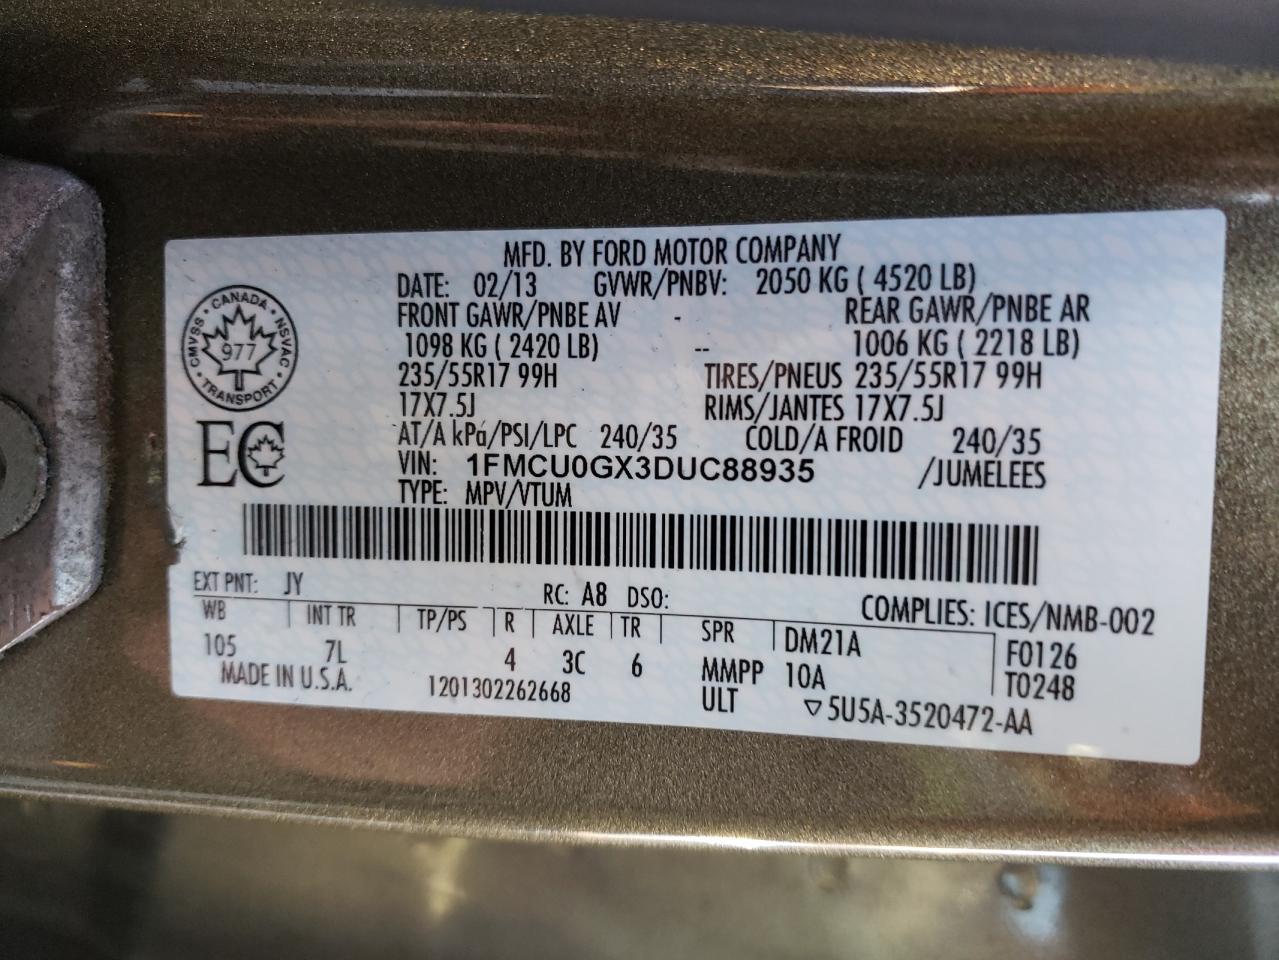 MFD. BY FORD MOTOR COMPANY
DATE: 02/13 GVWR/PNBV: 2050 KG ( 4520 LB)
FRONT GAWR/PNBE AV - REAR GAWR/PNBE AR
1098 KG ( 2420 LB) -- 1006 KG ( 2218 LB)
235/55R17 99H TIRES/PNEUS 235/55R17 99H
17X7.5J RIMS/JANTES 17X7.5J
AT/A kPa/PSI/LPC 240/35 COLD/A FROID 240/35
VIN: 1FMCU0GX3DUC88935 /JUMELEES
TYPE: MPV/VTUM
CANADA
CMVSS 977 NSVAC
TRANSPORT
EC
EXT PNT: JY RC: A8 DSO: COMPLIES: ICES/NMB-002
WB INT TR TP/PS R AXLE TR SPR DM21A F0126
105 7L 4 3C 6 MMPP 10A T0248
MADE IN U.S.A. 1201302262668 ULT ▽5U5A-3520472-AA